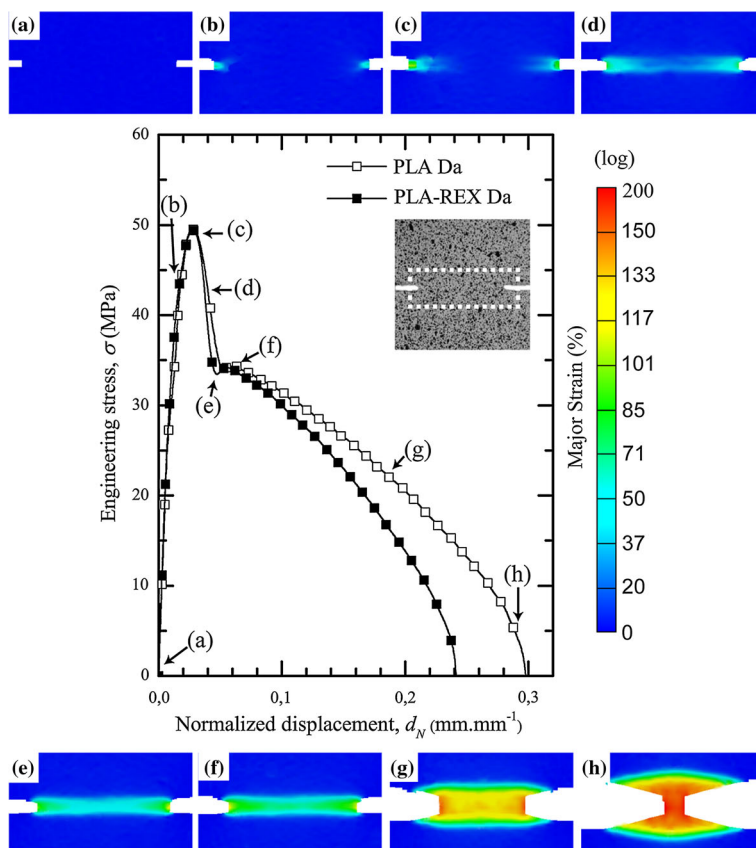 (a)
(b)
(c)
(d)
60
50
40
30
20
10
0
Engineering stress, σ (MPa)
PLA Da
PLA-REX Da
(b)
(c)
(d)
(f)
(e)
(g)
(h)
(a)
0,0
0,1
0,2
0,3
Normalized displacement, d_N (mm.mm⁻¹)
(log)
200
150
133
117
101
85
71
50
37
20
0
Major Strain (%)
(e)
(f)
(g)
(h)